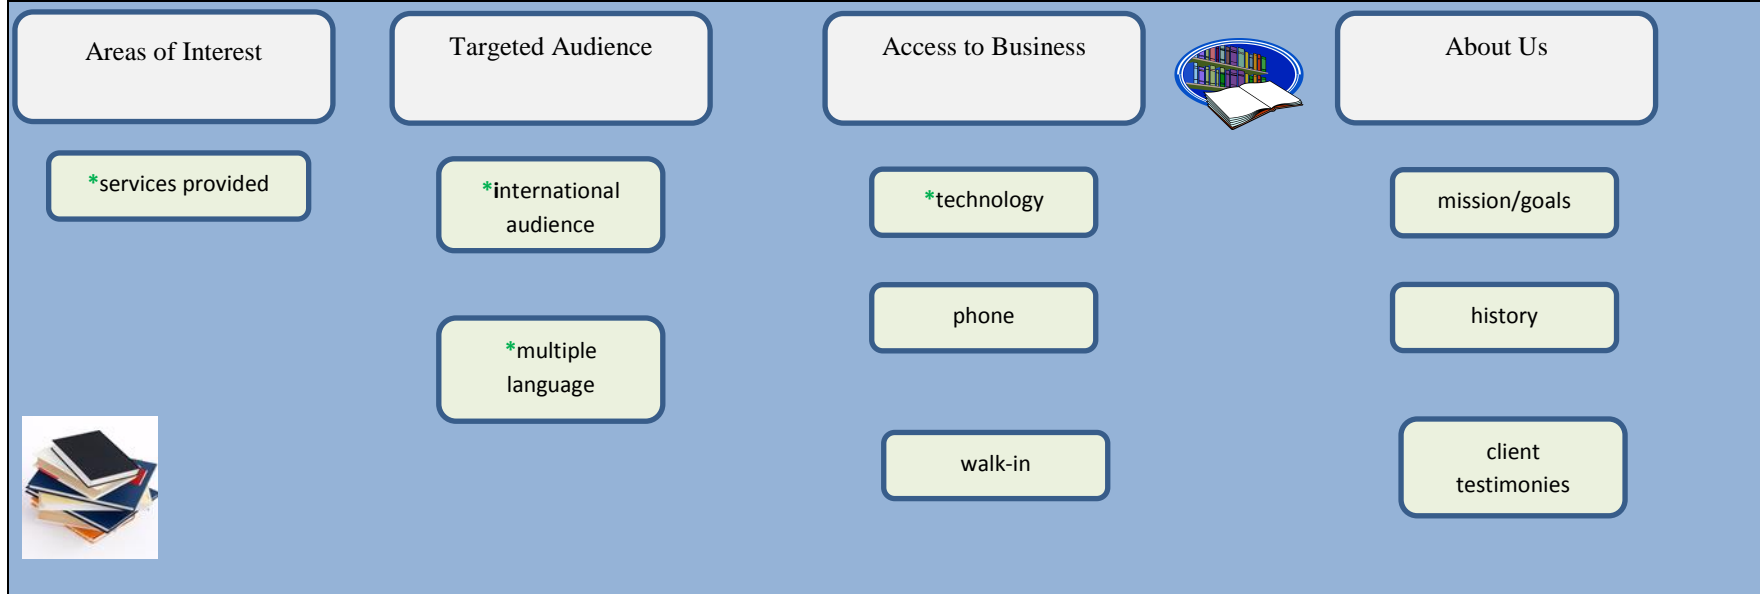 Areas of Interest
Targeted Audience
Access to Business
About Us
*services provided
*international
audience
*multiple
language
*technology
phone
walk-in
mission/goals
history
client
testimonies